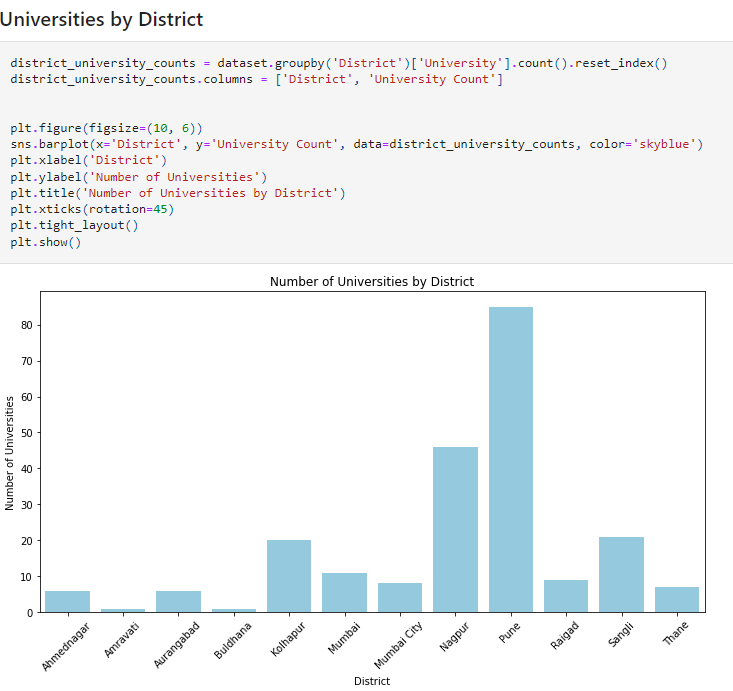 Universities by District
district_university_counts = dataset.groupby('District')['University'].count().reset_index()
district_university_counts.columns = ['District', 'University Count']
plt.figure(figsize=(10, 6))
sns.barplot(x='District', y='University Count', data=district_university_counts, color='skyblue')
plt.xlabel('District')
plt.ylabel('Number of Universities')
plt.title('Number of Universities by District')
plt.xticks(rotation=45)
plt.tight_layout()
plt.show()
Number of Universities by District
Number of Universities
80
70
60
50
40
30
20
10
0
Ahmednagar
Amravati
Aurangabad
Buldhana
Kolhapur
Mumbai
Mumbai City
Nagpur
Pune
Raigad
Sangli
Thane
District